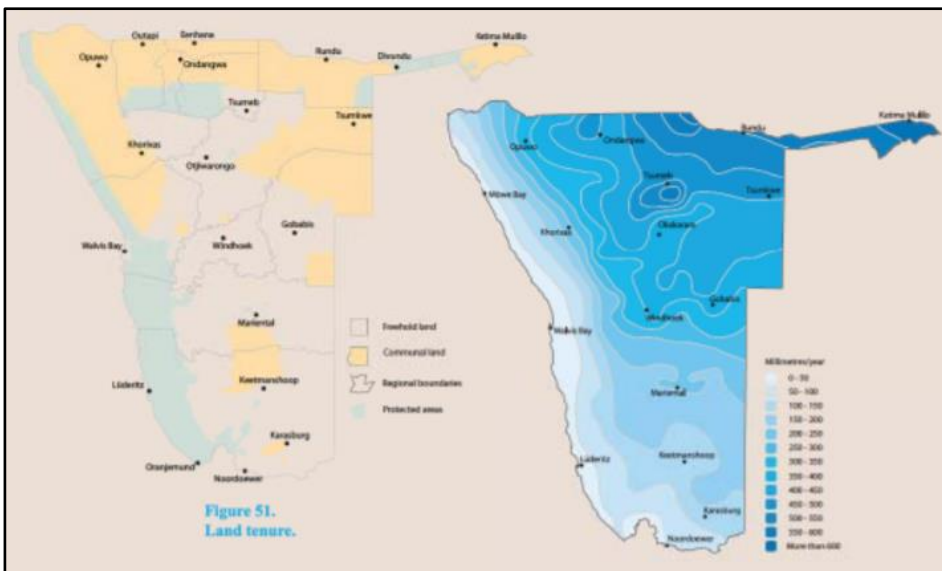 Outapi
Eenhana
Ondangwa
Opuwo
Rundu
Divundu
Katima Mulilo
Tsumeb
Tsumkwe
Khorixas
Otjiwarongo
Gobabis
Windhoek
Walvis Bay
Mariental
Freehold land
Communal land
Regional boundaries
Protected areas
Lüderitz
Keetmanshoop
Karasburg
Oranjemund
Noordoewer
Figure 51.
Land tenure.
Katima Mulilo
Rundu
Ondangwa
Opuwo
Tsumeb
Tsumkwe
Möwe Bay
Khorixas
Okakarara
Gobabis
Windhoek
Walvis Bay
Mariental
Keetmanshoop
Lüderitz
Karasburg
Noordoewer
Millimetres/year
0 - 50
50 - 100
100 - 150
150 - 200
200 - 250
250 - 300
300 - 350
350 - 400
400 - 450
450 - 500
500 - 550
550 - 600
More than 600